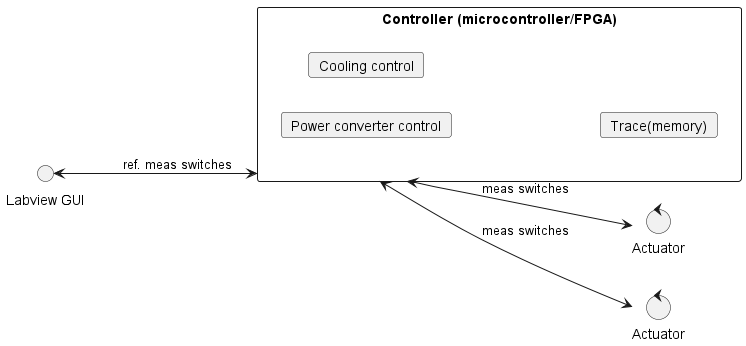 Controller (microcontroller/FPGA)
Cooling control
Power converter control
Trace(memory)
ref. meas switches
Labview GUI
meas switches
meas switches
Actuator
Actuator